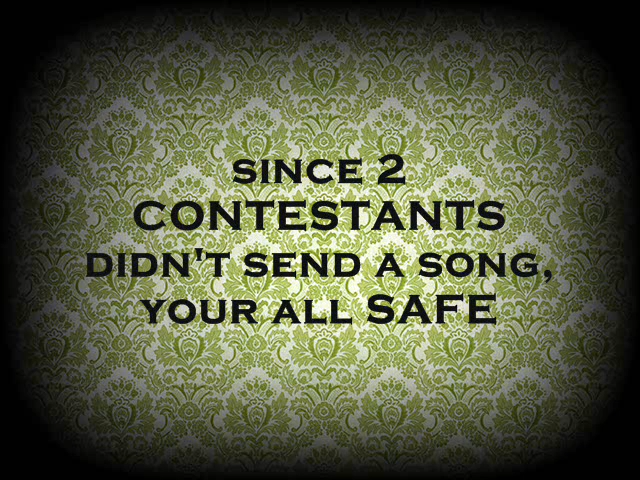 SINCE 2
CONTESTANTS
DIDN'T SEND A SONG,
YOUR ALL SAFE